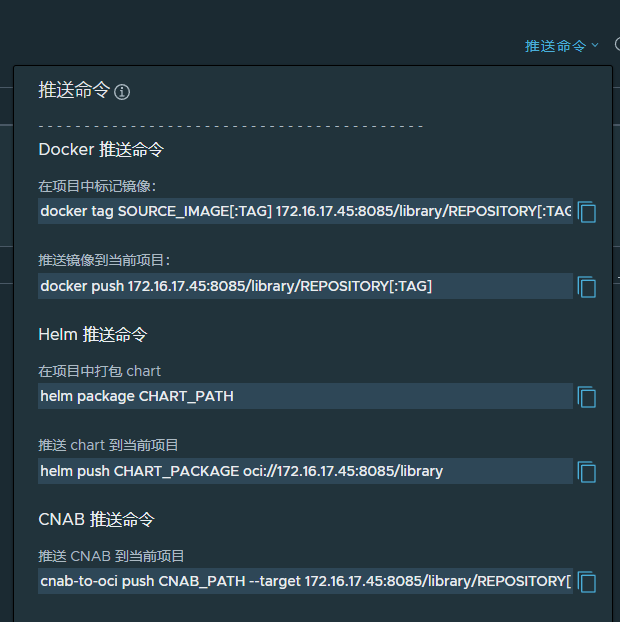 推送命令
推送命令
Docker 推送命令
在项目中标记镜像：
docker tag SOURCE_IMAGE[:TAG] 172.16.17.45:8085/library/REPOSITORY[:TAG
推送镜像到当前项目：
docker push 172.16.17.45:8085/library/REPOSITORY[:TAG]
Helm 推送命令
在项目中打包 chart
helm package CHART_PATH
推送 chart 到当前项目
helm push CHART_PACKAGE oci://172.16.17.45:8085/library
CNAB 推送命令
推送 CNAB 到当前项目
cnab-to-oci push CNAB_PATH --target 172.16.17.45:8085/library/REPOSITORY[